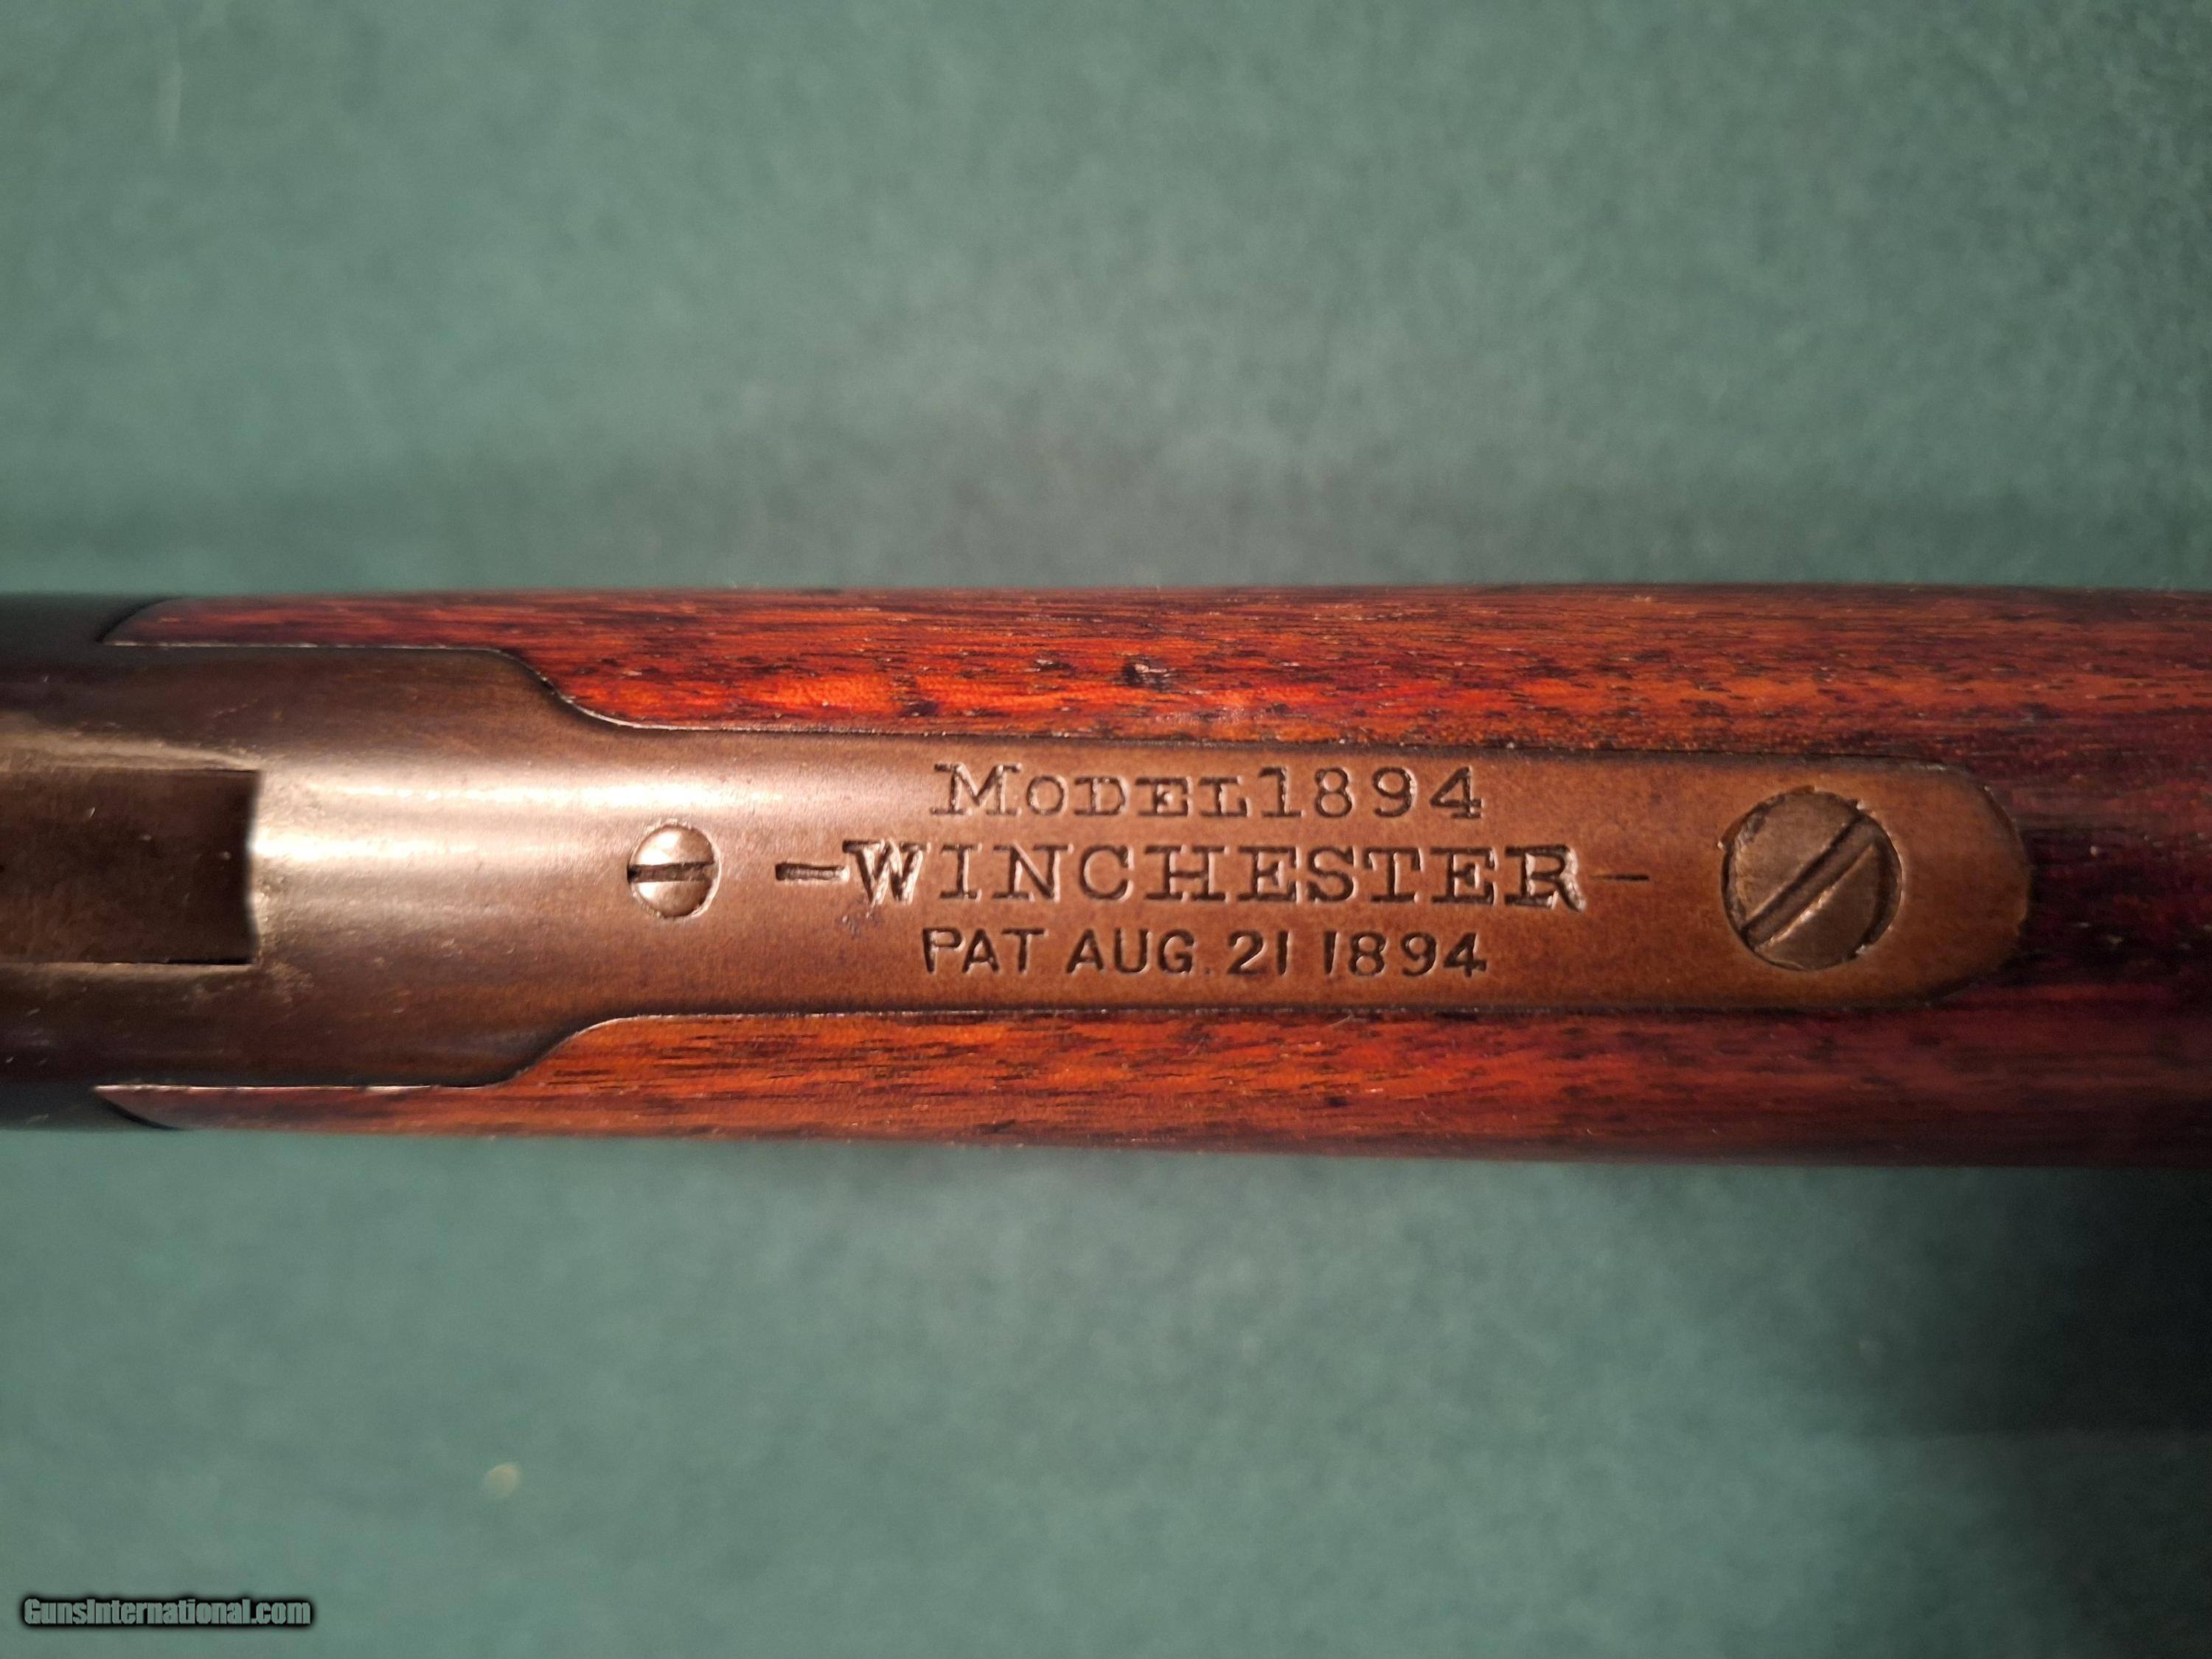 MODEL 1894
-WINCHESTER-
PAT AUG. 21 1894
GunsInternational.com